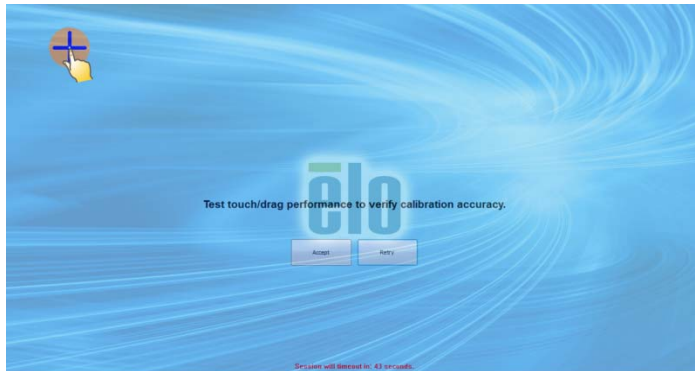 elo
Test touch/drag performance to verify calibration accuracy.
Accept
Retry
Session will timeout in: 43 seconds.